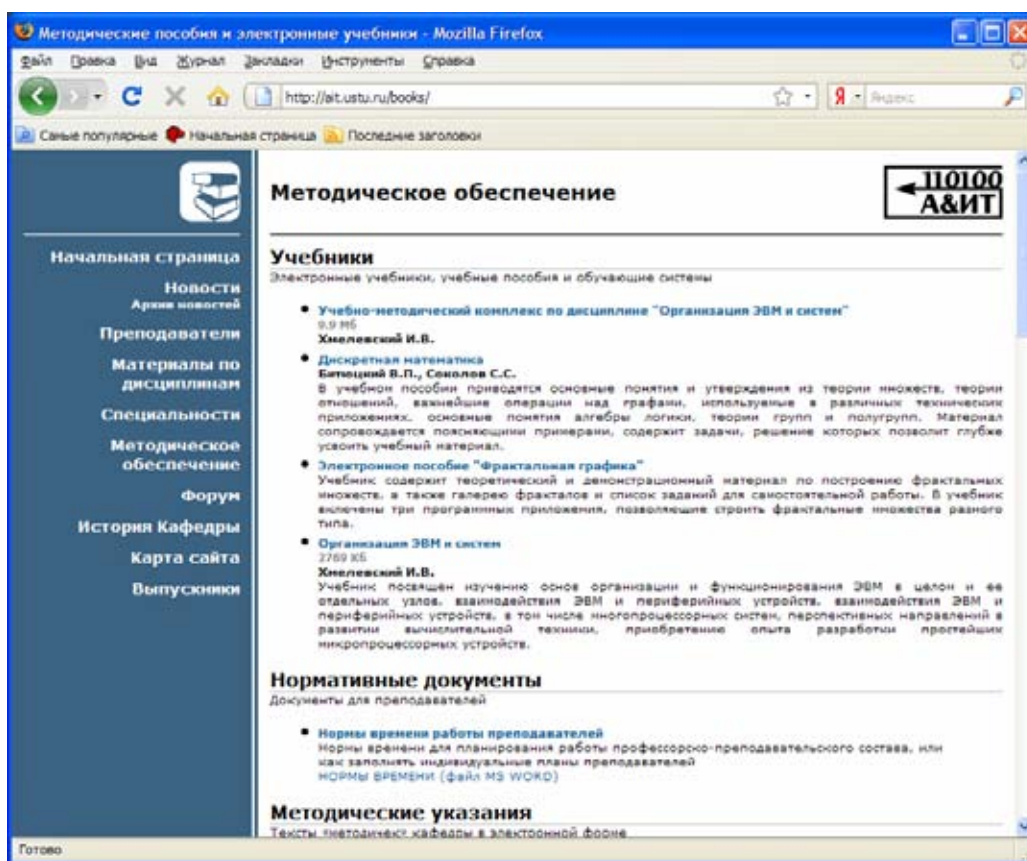 Методические пособия и электронные учебники - Mozilla Firefox
Файл Правка Вид Журнал Закладки Инструменты Справка
http://ait.ustu.ru/books/
Я Яндекс
Самые популярные Начальная страница Последние заголовки
Методическое обеспечение
110100
А&ИТ
Начальная страница
Новости
Архив новостей
Преподаватели
Материалы по
дисциплинам
Специальности
Методическое
обеспечение
Форум
История Кафедры
Карта сайта
Выпускники
Учебники
Электронные учебники, учебные пособия и обучающие системы
Учебно-методический комплекс по дисциплине "Организация ЭВМ и систем"
9.9 Мб
Хмелевский И.В.
Дискретная математика
Битюцкий В.П., Соколов С.С.
В учебном пособии приводятся основные понятия и утверждения из теории множеств, теории
отношений, важнейшие операции над графами, используемые в различных технических
приложениях, основные понятия алгебры логики, теории групп и полугрупп. Материал
сопровождается поясняющими примерами, содержит задачи, решение которых позволит глубже
усвоить учебный материал.
Электронное пособие "Фрактальная графика"
Учебник содержит теоретический и демонстрационный материал по построению фрактальных
множеств, а также галерею фракталов и список заданий для самостоятельной работы. В учебник
включены три программных приложения, позволяющие строить фрактальные множества разного
типа.
Организация ЭВМ и систем
2769 Кб
Хмелевский И.В.
Учебник посвящен изучению основ организации и функционирования ЭВМ в целом и ее
отдельных узлов, взаимодействия ЭВМ и периферийных устройств, взаимодействия ЭВМ и
периферийных устройств, в том числе многопроцессорных систем, перспективных направлений в
развитии вычислительной техники, приобретению опыта разработки простейших
микропроцессорных устройств.
Нормативные документы
Документы для преподавателей
Нормы времени работы преподавателей
Нормы времени для планирования работы профессорско-преподавательского состава, или
как заполнять индивидуальные планы преподавателей
НОРМЫ ВРЕМЕНИ (файл MS WORD)
Методические указания
Тексты «методичек» кафедры в электронной форме
Готово